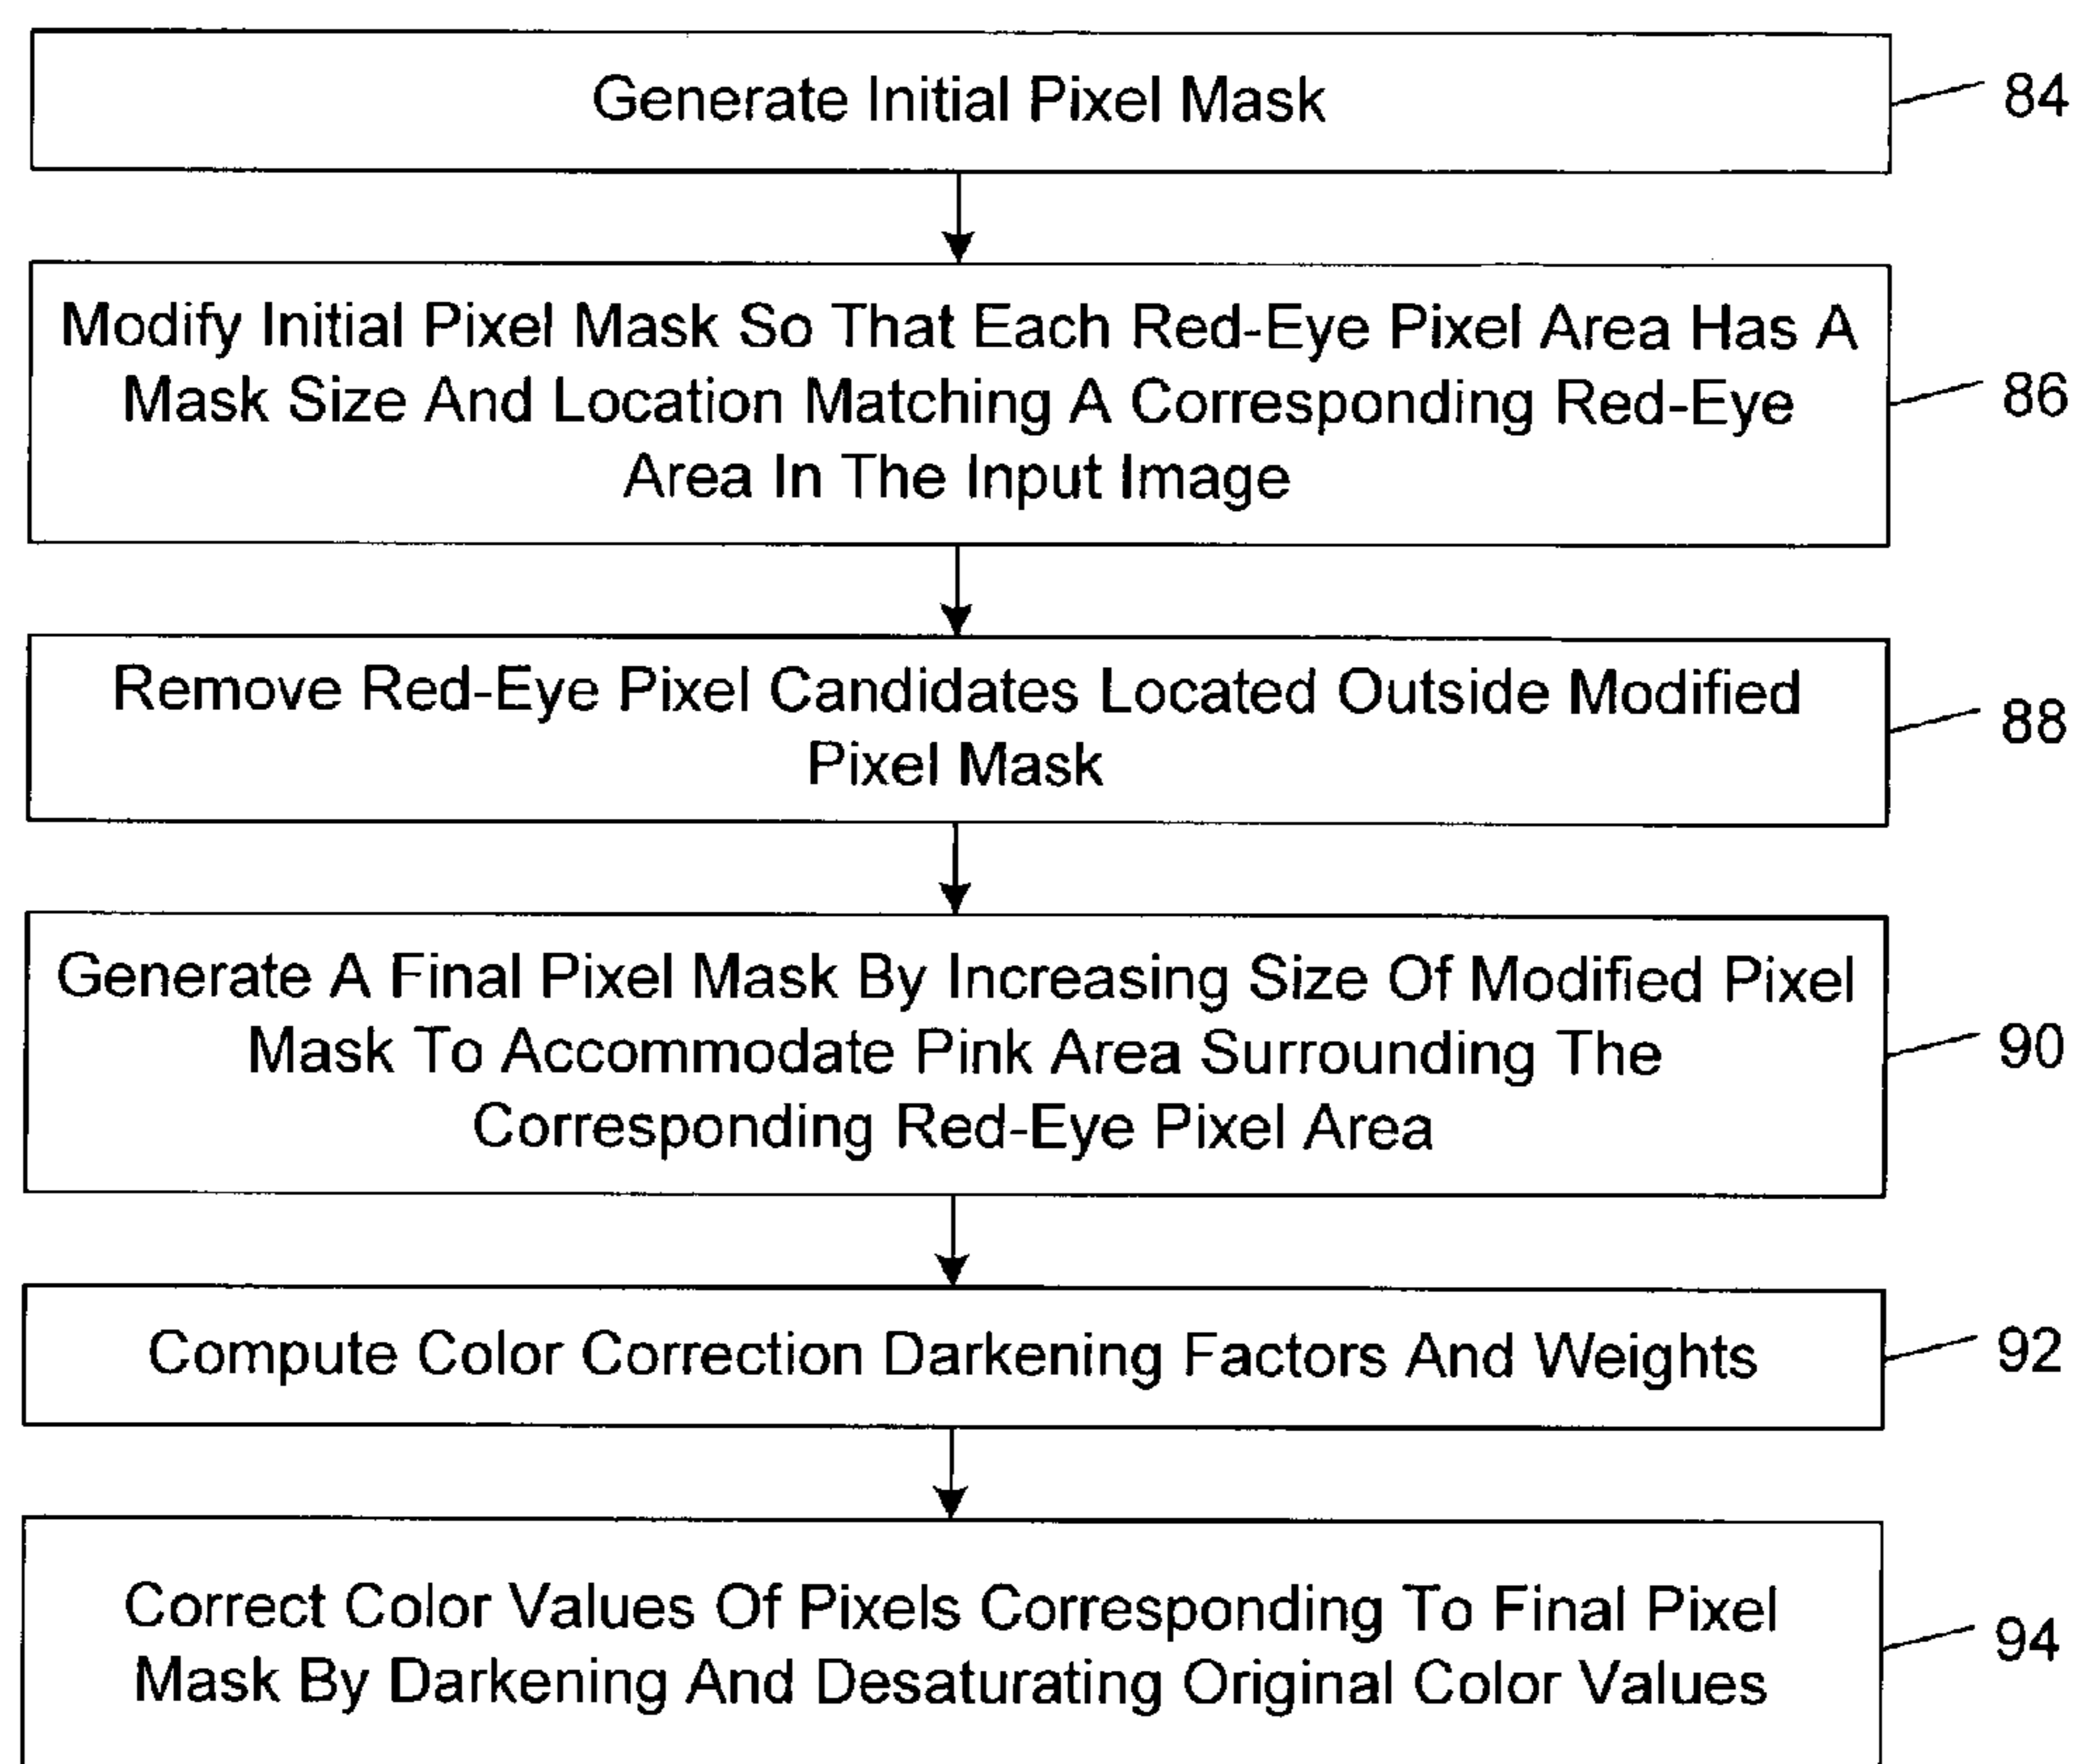 Generate Initial Pixel Mask
84
Modify Initial Pixel Mask So That Each Red-Eye Pixel Area Has A
Mask Size And Location Matching A Corresponding Red-Eye
Area In The Input Image
86
Remove Red-Eye Pixel Candidates Located Outside Modified
Pixel Mask
88
Generate A Final Pixel Mask By Increasing Size Of Modified Pixel
Mask To Accommodate Pink Area Surrounding The
Corresponding Red-Eye Pixel Area
90
Compute Color Correction Darkening Factors And Weights
92
Correct Color Values Of Pixels Corresponding To Final Pixel
Mask By Darkening And Desaturating Original Color Values
94